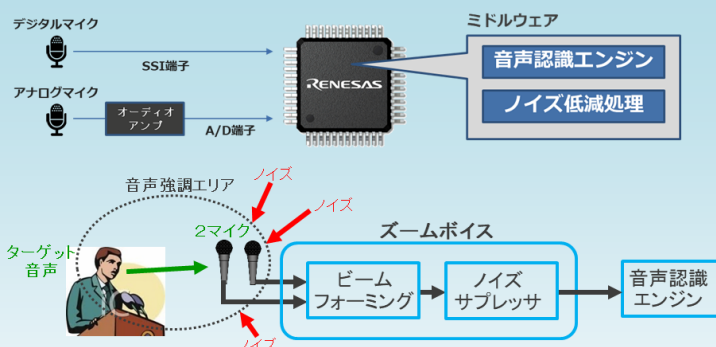 デジタルマイク
SSI端子
アナログマイク
オーディオ
アンプ
A/D端子
RENESAS
ミドルウェア
音声認識エンジン
ノイズ低減処理
音声強調エリア
ノイズ
ノイズ
2マイク
ターゲット
音声
ノイズ
ズームボイス
ビーム
フォーミング
ノイズ
サプレッサ
音声認識
エンジン